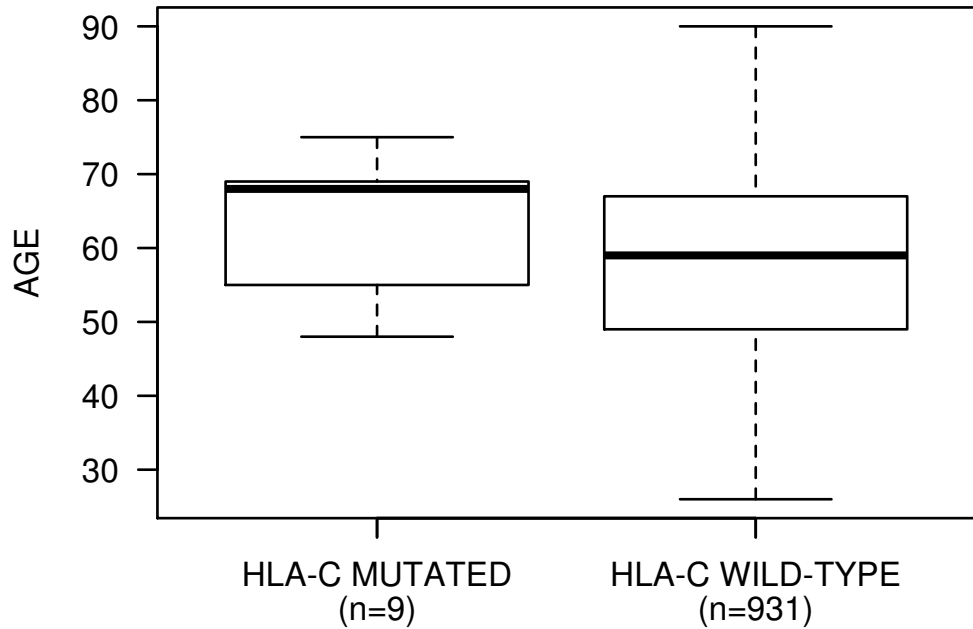 90
80
70
60
50
40
30
AGE
HLA-C MUTATED
(n=9)
HLA-C WILD-TYPE
(n=931)